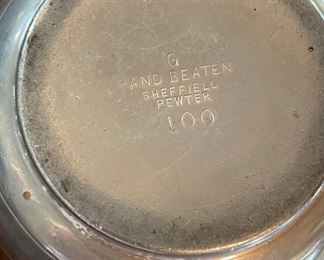 G
HAND BEATEN
SHEFFIELD
PEWTER
100